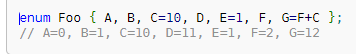 enum Foo { A, B, C=10, D, E=1, F, G=F+C };
// A=0, B=1, C=10, D=11, E=1, F=2, G=12